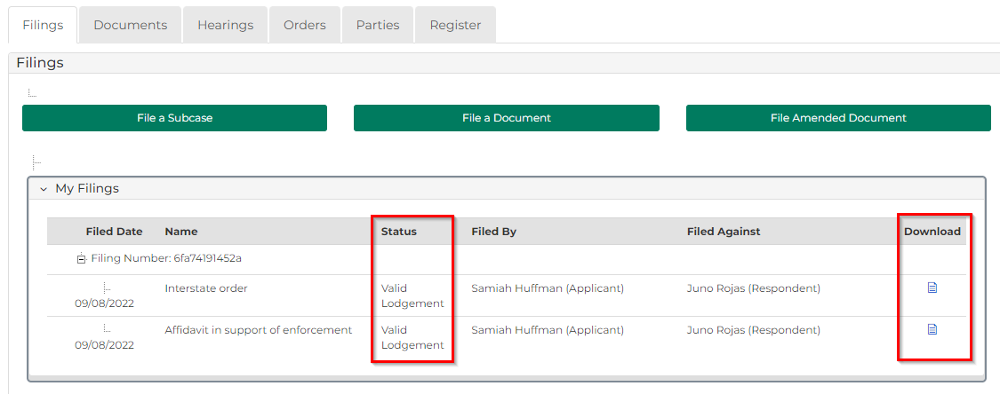 Filings Documents Hearings Orders Parties Register
Filings
File a Subcase File a Document File Amended Document
My Filings
Filed Date Name Status Filed By Filed Against Download
Filing Number: 6fa74191452a
09/08/2022 Interstate order Valid Lodgement Samiah Huffman (Applicant) Juno Rojas (Respondent)
09/08/2022 Affidavit in support of enforcement Valid Lodgement Samiah Huffman (Applicant) Juno Rojas (Respondent)